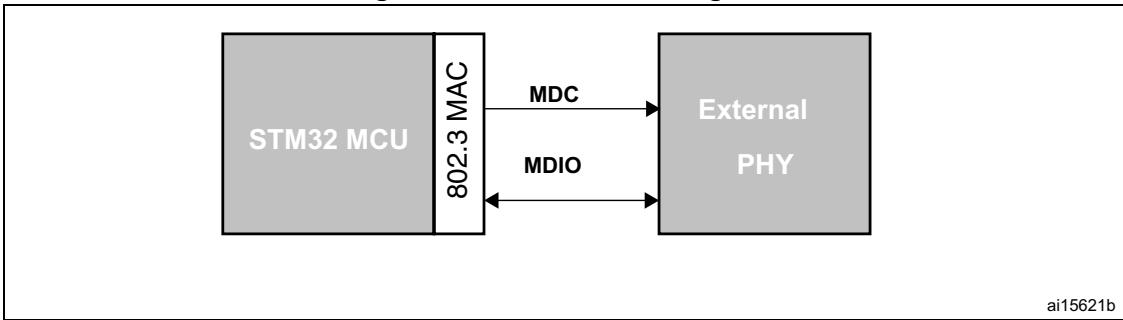 STM32 MCU
802.3 MAC
MDC
MDIO
External
PHY
ai15621b